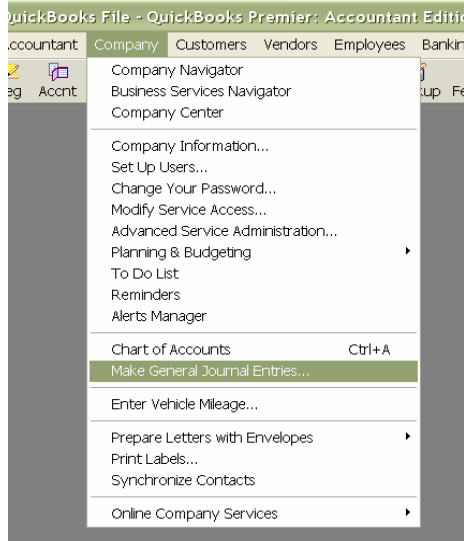 QuickBooks File - QuickBooks Premier: Accountant Editio
Accountant Company Customers Vendors Employees Bankin
eg Accnt kup Fe
Company Navigator
Business Services Navigator
Company Center
Company Information...
Set Up Users...
Change Your Password...
Modify Service Access...
Advanced Service Administration...
Planning & Budgeting
To Do List
Reminders
Alerts Manager
Chart of Accounts Ctrl+A
Make General Journal Entries...
Enter Vehicle Mileage...
Prepare Letters with Envelopes
Print Labels...
Synchronize Contacts
Online Company Services